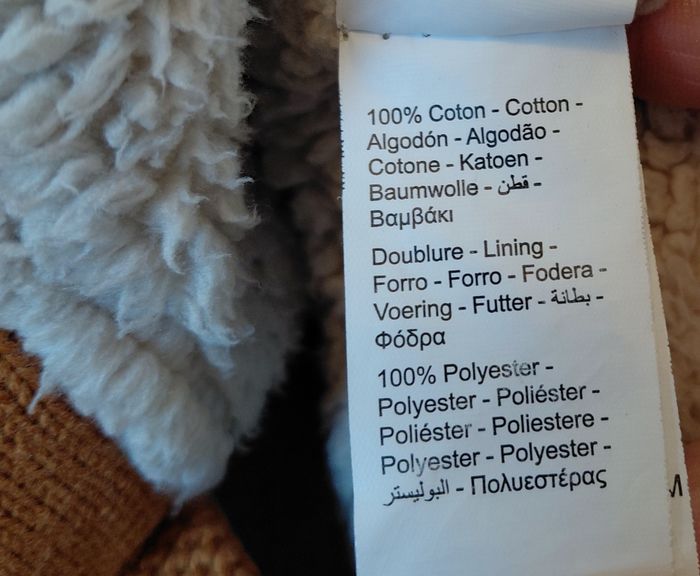 100% Coton - Cotton -
Algodón - Algodão -
Cotone - Katoen -
Baumwolle - قطن -
Βαμβάκι
Doublure - Lining -
Forro - Forro - Fodera -
Voering - Futter - بطانة -
Φόδρα
100% Polyester -
Polyester - Poliéster -
Poliéster - Poliestere -
Polyester - Polyester -
البوليستر - Πολυεστέρας
M